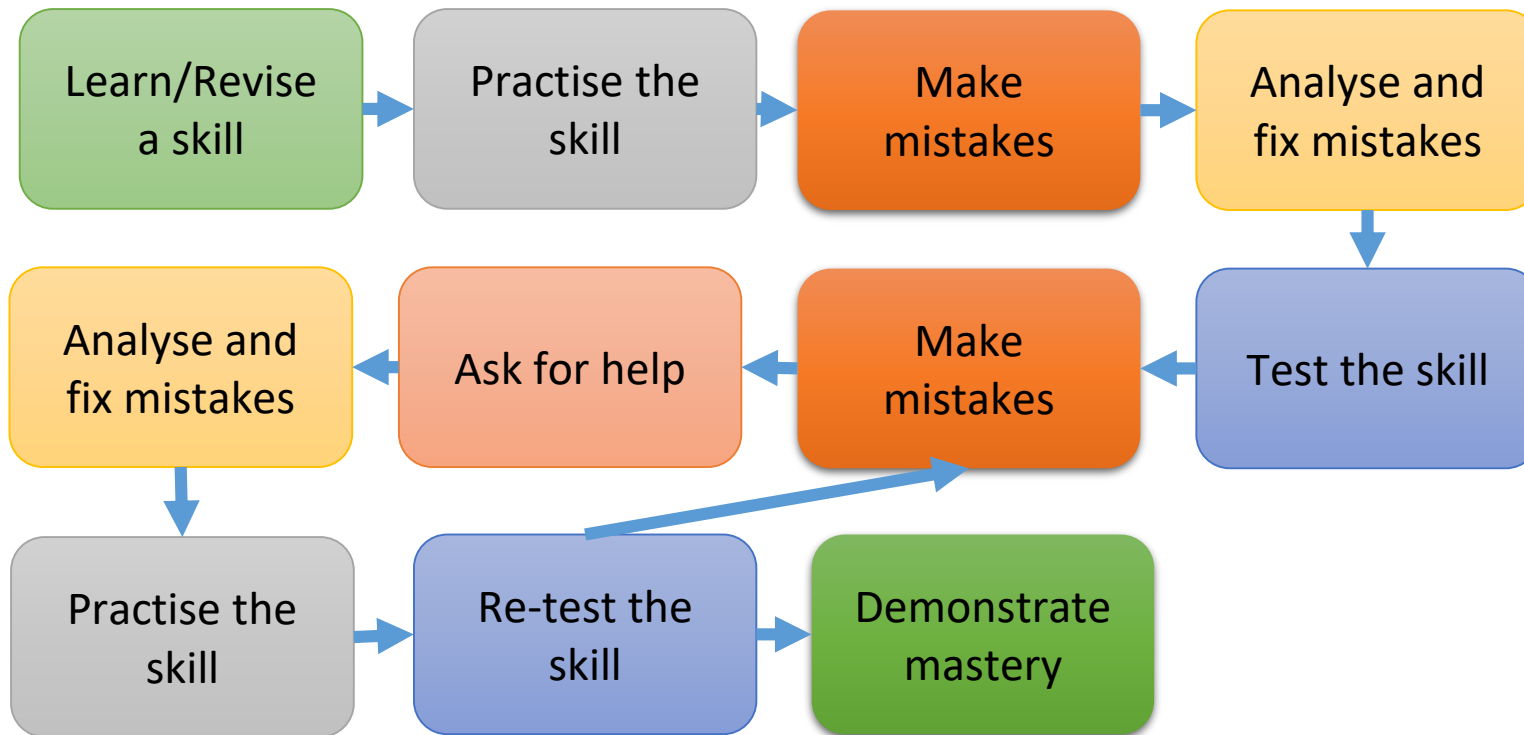 Learn/Revise
a skill
Practise the
skill
Make
mistakes
Analyse and
fix mistakes
Test the skill
Make
mistakes
Ask for help
Analyse and
fix mistakes
Practise the
skill
Re-test the
skill
Demonstrate
mastery